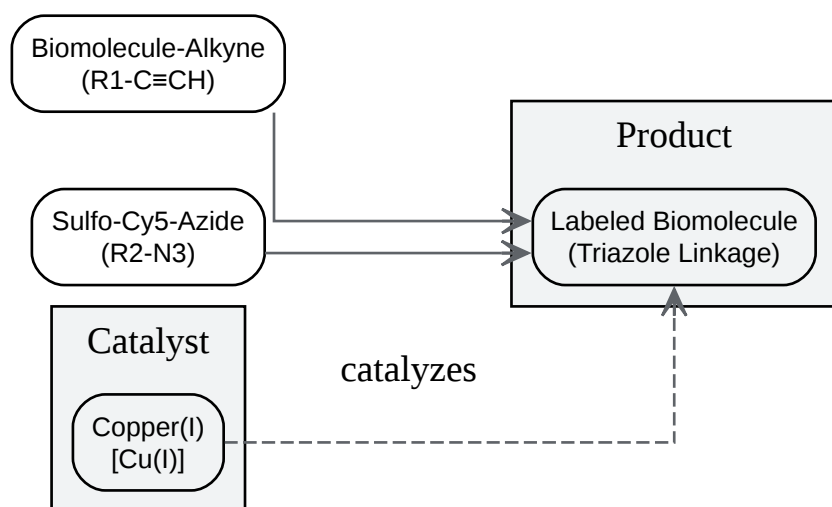 Biomolecule-Alkyne
(R1-C≡CH)
Product
Sulfo-Cy5-Azide
(R2-N3)
Labeled Biomolecule
(Triazole Linkage)
Catalyst
catalyzes
Copper(I)
[Cu(I)]